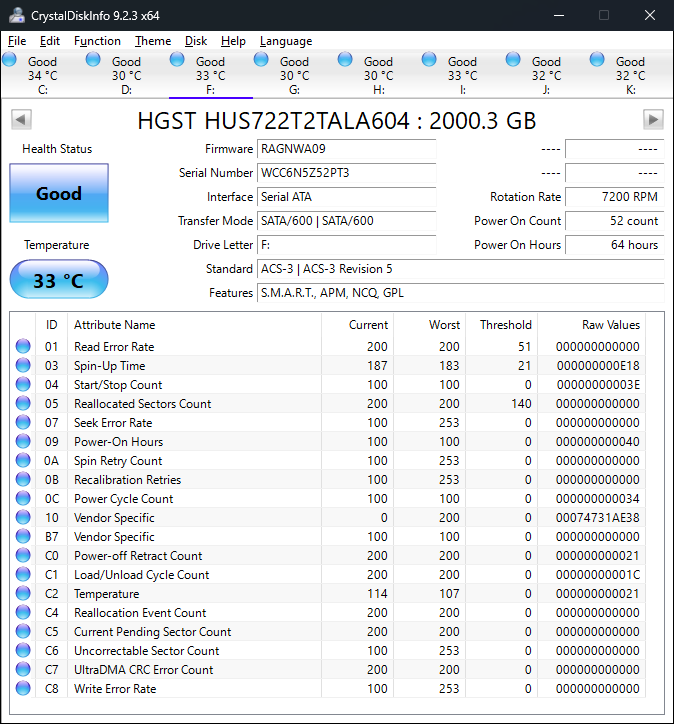 CrystalDiskInfo 9.2.3 x64
File Edit Function Theme Disk Help Language
Good Good Good Good Good Good Good Good
34 °C 30 °C 33 °C 30 °C 30 °C 33 °C 32 °C 32 °C
C: D: F: G: H: I: J: K:
HGST HUS722T2TALA604 : 2000.3 GB
Health Status
Good
Temperature
33 °C
Firmware RAGNWA09 ---- ----
Serial Number WCC6N5Z52PT3 ---- ----
Interface Serial ATA Rotation Rate 7200 RPM
Transfer Mode SATA/600 | SATA/600 Power On Count 52 count
Drive Letter F: Power On Hours 64 hours
Standard ACS-3 | ACS-3 Revision 5
Features S.M.A.R.T., APM, NCQ, GPL
ID Attribute Name Current Worst Threshold Raw Values
01 Read Error Rate 200 200 51 000000000000
03 Spin-Up Time 187 183 21 000000000E18
04 Start/Stop Count 100 100 0 00000000003E
05 Reallocated Sectors Count 200 200 140 000000000000
07 Seek Error Rate 100 253 0 000000000000
09 Power-On Hours 100 100 0 000000000040
0A Spin Retry Count 100 253 0 000000000000
0B Recalibration Retries 100 253 0 000000000000
0C Power Cycle Count 100 100 0 000000000034
10 Vendor Specific 0 200 0 00074731AE38
B7 Vendor Specific 100 100 0 000000000000
C0 Power-off Retract Count 200 200 0 000000000021
C1 Load/Unload Cycle Count 200 200 0 00000000001C
C2 Temperature 114 107 0 000000000021
C4 Reallocation Event Count 200 200 0 000000000000
C5 Current Pending Sector Count 200 200 0 000000000000
C6 Uncorrectable Sector Count 100 253 0 000000000000
C7 UltraDMA CRC Error Count 200 200 0 000000000000
C8 Write Error Rate 100 253 0 000000000000